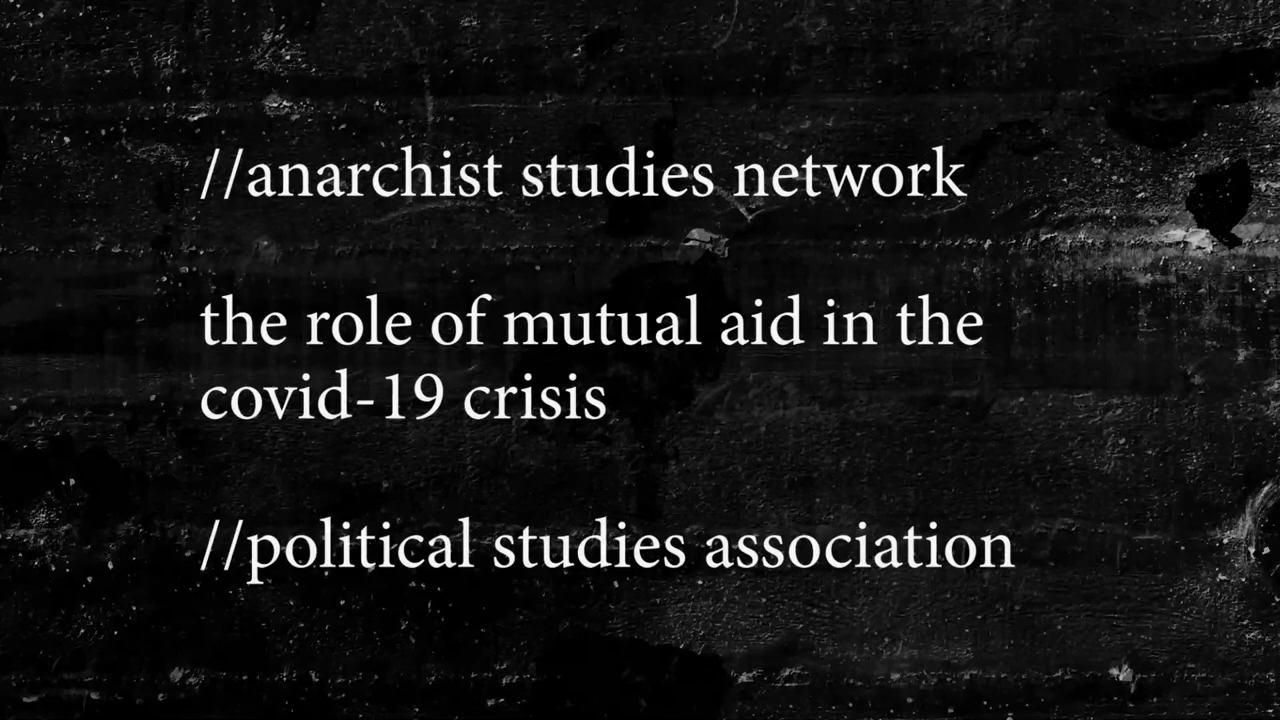 //anarchist studies network
the role of mutual aid in the
covid-19 crisis
//political studies association